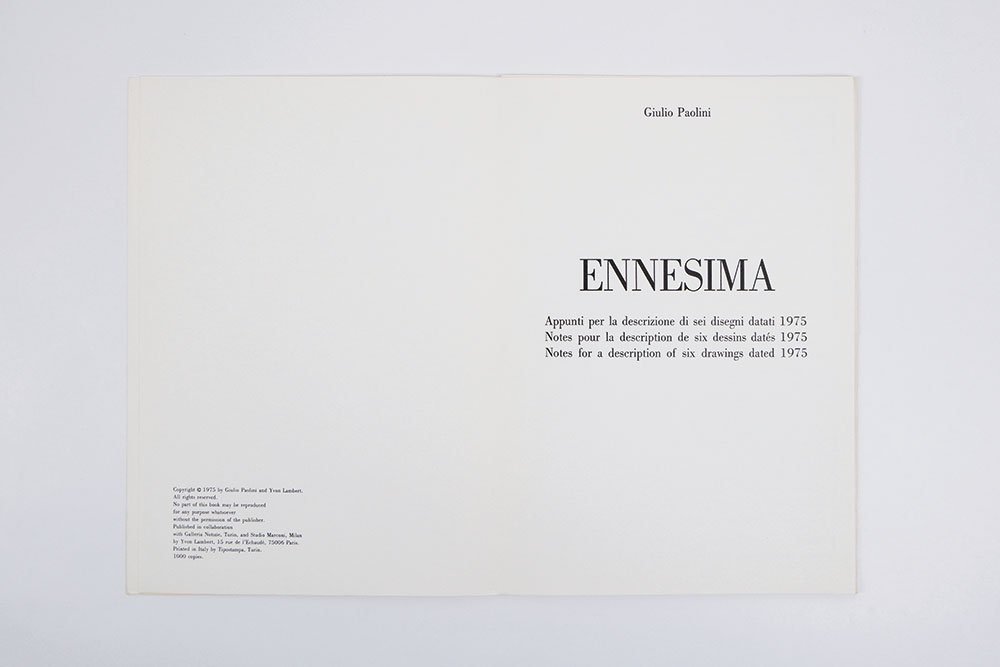 Copyright © 1975 by Giulio Paolini and Yvon Lambert.
All rights reserved.
No part of this book may be reproduced
for any purpose whatsoever
without the permission of the publisher.
Published in collaboration
with Galleria Notizie, Turin, and Studio Marconi, Milan
by Yvon Lambert, 15 rue de l'Echaudé, 75006 Paris.
Printed in Italy by Tipostampa, Turin.
1000 copies.
Giulio Paolini
ENNESIMA
Appunti per la descrizione di sei disegni datati 1975
Notes pour la description de six dessins datés 1975
Notes for a description of six drawings dated 1975